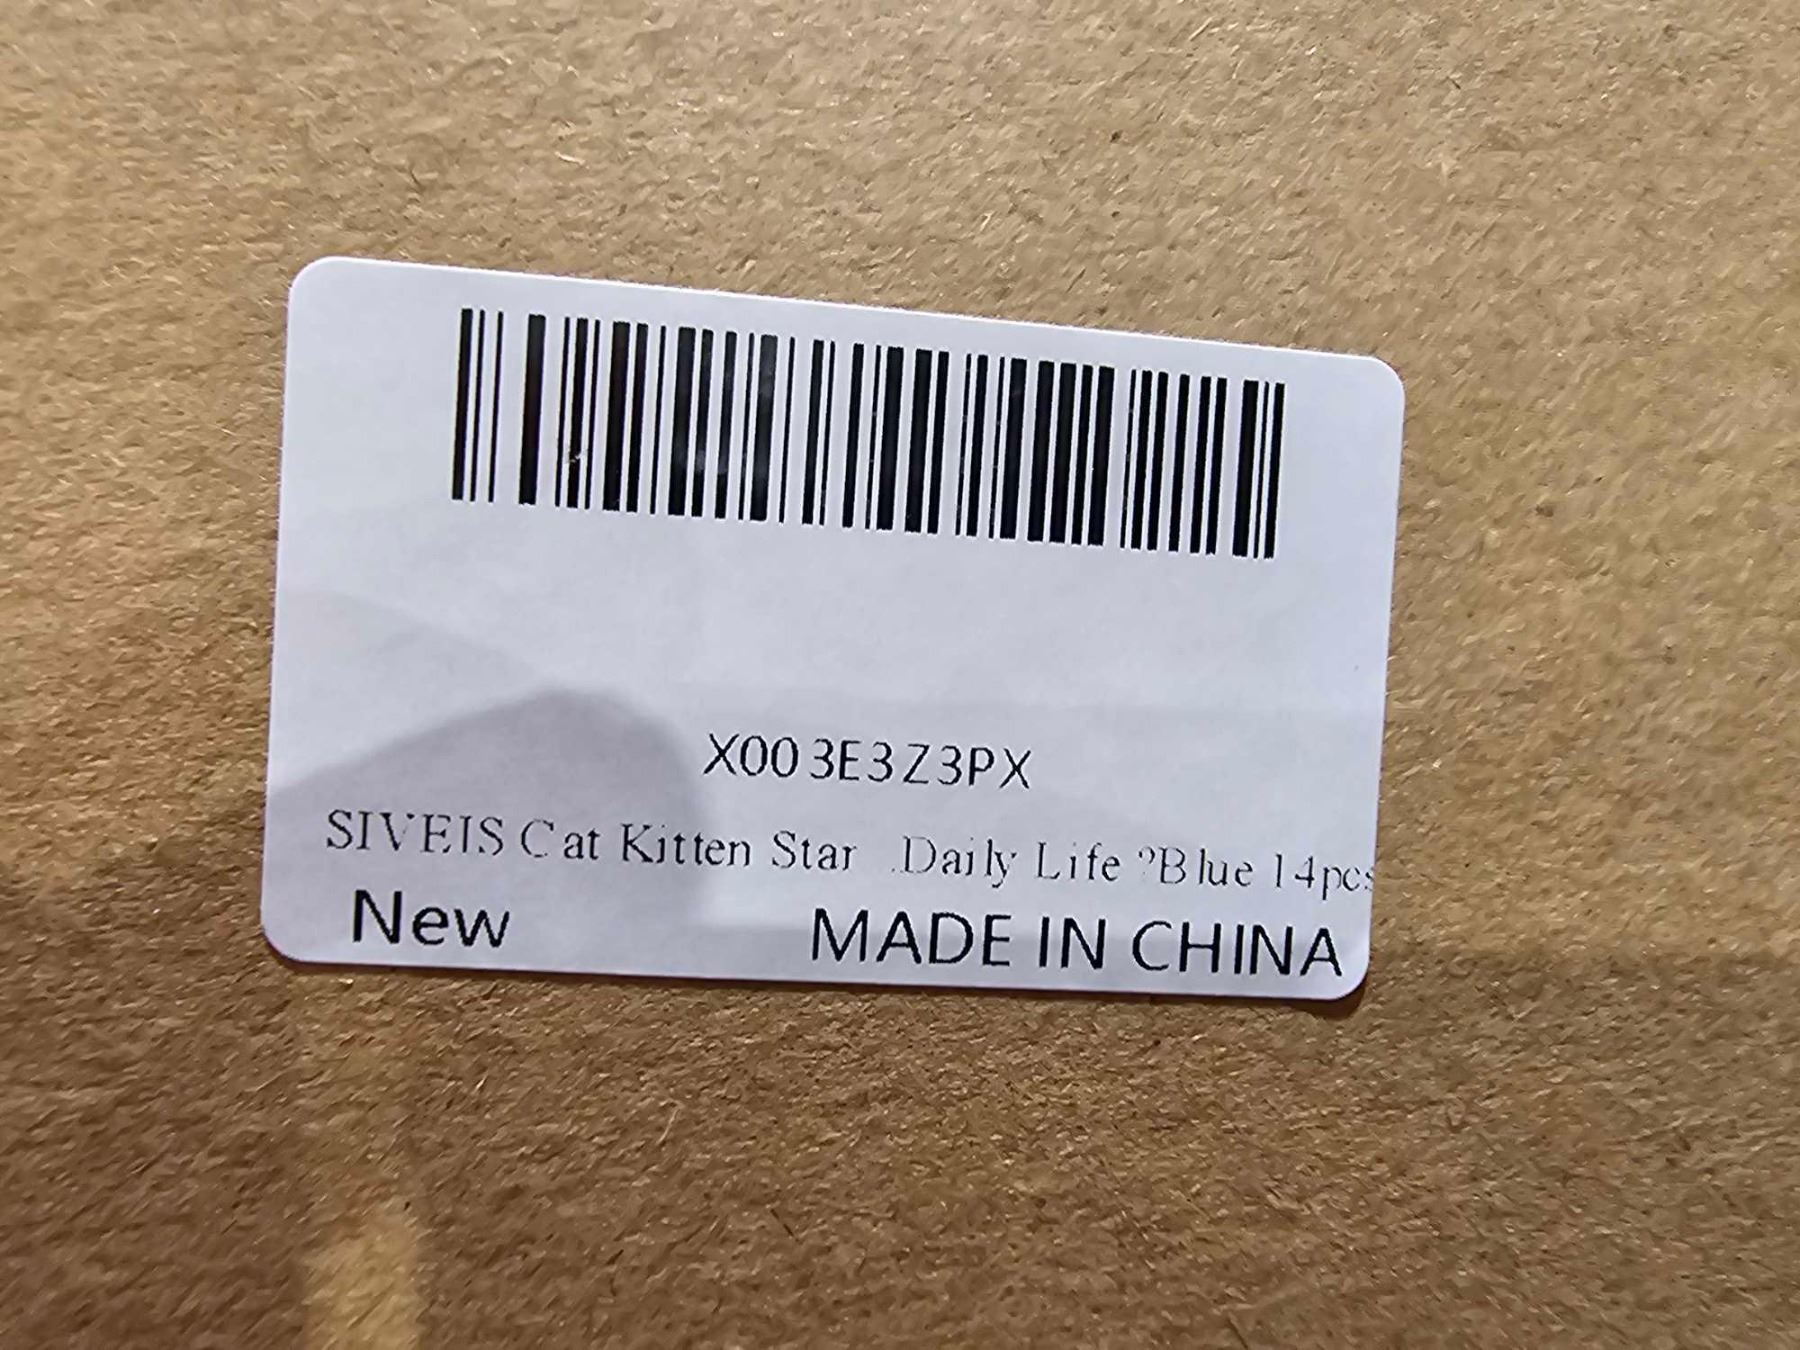 X003E3Z3PX
SIVEIS Cat Kitten Star .Daily Life ?Blue 14pcs
New MADE IN CHINA